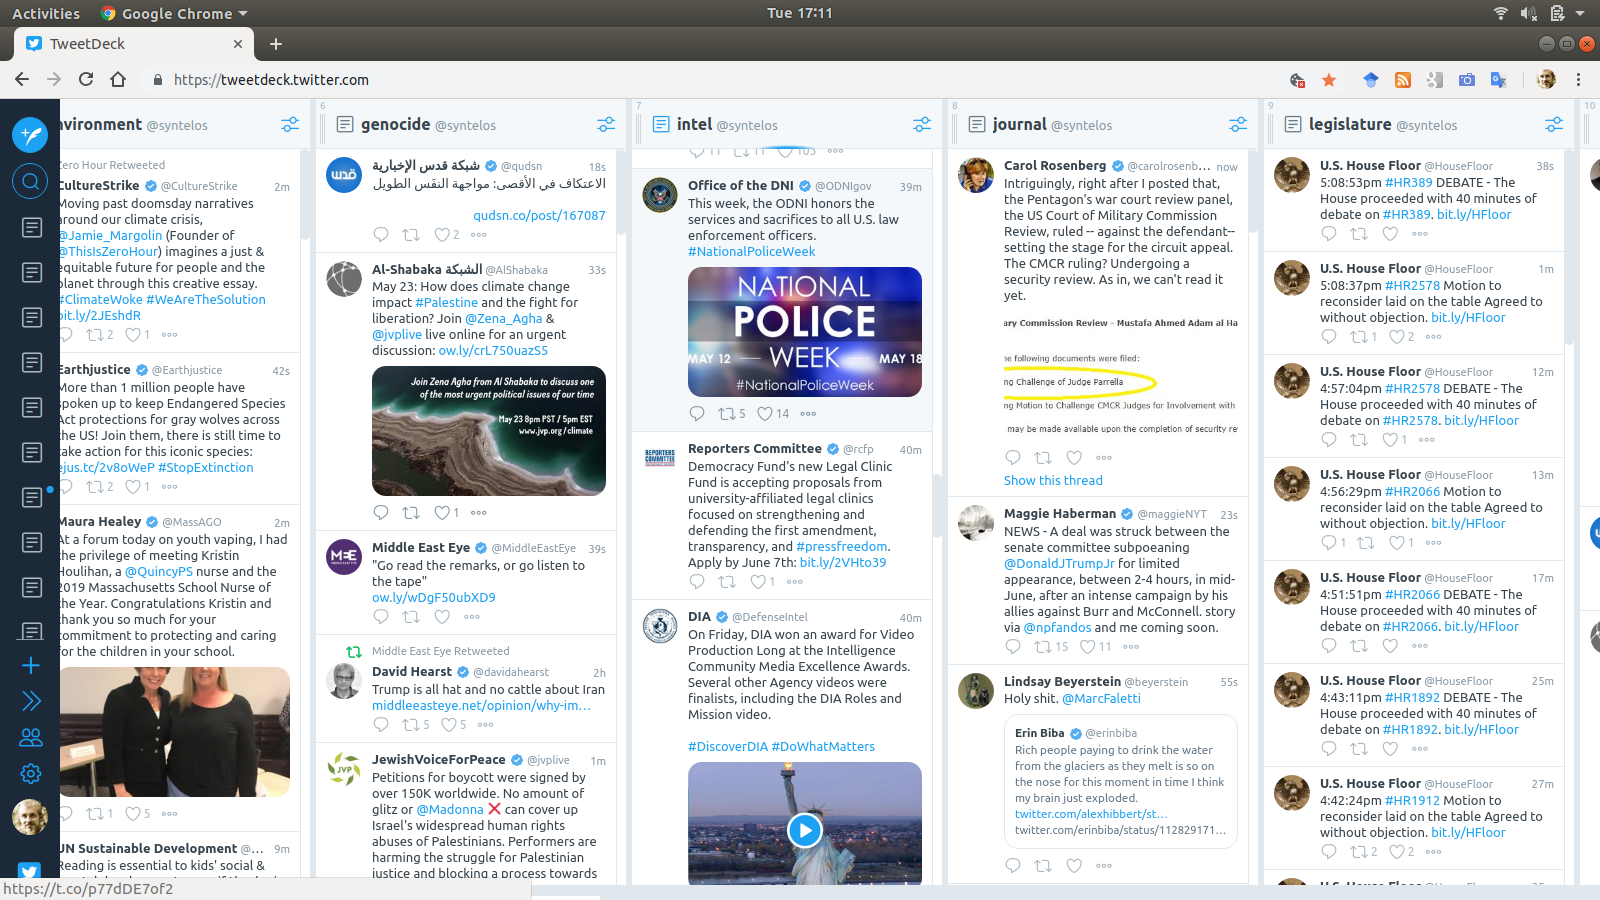 Activities
Google Chrome
Tue 17:11
TweetDeck
https://tweetdeck.twitter.com
nvironment @syntelos
Zero Hour Retweeted
CultureStrike @CultureStrike 2m
Moving past doomsday narratives
around our climate crisis,
@Jamie_Margolin (Founder of
@ThisIsZeroHour) imagines a just &
equitable future for people and the
planet through this creative essay.
#ClimateWoke #WeAreTheSolution
bit.ly/2JEshdR
2 1
Earthjustice @Earthjustice 42s
More than 1 million people have
spoken up to keep Endangered Species
Act protections for gray wolves across
the US! Join them, there is still time to
take action for this iconic species:
ejus.tc/2v8oWeP #StopExtinction
2 1
Maura Healey @MassAGO 2m
At a forum today on youth vaping, I had
the privilege of meeting Kristin
Houlihan, a @QuincyPS nurse and the
2019 Massachusetts School Nurse of
the Year. Congratulations Kristin and
thank you so much for your
commitment to protecting and caring
for the children in your school.
1 5
UN Sustainable Development @... 9m
Reading is essential to kids' social &
https://t.co/p77dDE7of2
6
genocide @syntelos
شبكة قدس الإخبارية @qudsn 18s
الاعتكاف في الأقصى: مواجهة النقس الطويل
qudsn.co/post/167087
2
Al-Shabaka الشبكة @AlShabaka 33s
May 23: How does climate change
impact #Palestine and the fight for
liberation? Join @Zena_Agha &
@jvplive live online for an urgent
discussion: ow.ly/crL750uazS5
Join Zena Agha from Al Shabaka to discuss one
of the most urgent political issues of our time
May 23 8pm PST / 5pm EST
www.jvp.org/climate
1
MEE
Middle East Eye @MiddleEastEye 39s
"Go read the remarks, or go listen to
the tape"
ow.ly/wDgF50ubXD9
Middle East Eye Retweeted
David Hearst @davidahearst 2h
Trump is all hat and no cattle about Iran
middleeasteye.net/opinion/why-im...
5 5
JVP
JewishVoiceForPeace @jvplive 1m
Petitions for boycott were signed by
over 150K worldwide. No amount of
glitz or @Madonna ❌ can cover up
Israel's widespread human rights
abuses of Palestinians. Performers are
harming the struggle for Palestinian
justice and blocking a process towards
7
intel @syntelos
11 11 103
Office of the DNI @ODNIgov 39m
This week, the ODNI honors the
services and sacrifices to all U.S. law
enforcement officers.
#NationalPoliceWeek
NATIONAL
POLICE
MAY 12 — WEEK — MAY 18
#NationalPoliceWeek
5 14
REPORTERS
COMMITTEE
Reporters Committee @rcfp 40m
Democracy Fund's new Legal Clinic
Fund is accepting proposals from
university-affiliated legal clinics
focused on strengthening and
defending the first amendment,
transparency, and #pressfreedom.
Apply by June 7th: bit.ly/2VHto39
1
DIA @DefenseIntel 40m
On Friday, DIA won an award for Video
Production Long at the Intelligence
Community Media Excellence Awards.
Several other Agency videos were
finalists, including the DIA Roles and
Mission video.
#DiscoverDIA #DoWhatMatters
8
journal @syntelos
Carol Rosenberg @carolrosenb... now
Intriguingly, right after I posted that,
the Pentagon's war court review panel,
the US Court of Military Commission
Review, ruled -- against the defendant--
setting the stage for the circuit appeal.
The CMCR ruling? Undergoing a
security review. As in, we can't read it
yet.
ary Commission Review - Mustafa Ahmed Adam al Ha
ne following documents were filed:
ng Challenge of Judge Parrella
ng Motion to Challenge CMCR Judges for Involvement with
may be made available upon the completion of security re
Show this thread
Maggie Haberman @maggieNYT 23s
NEWS - A deal was struck between the
senate committee subpoenaing
@DonaldJTrumpJr for limited
appearance, between 2-4 hours, in mid-
June, after an intense campaign by his
allies against Burr and McConnell. story
via @npfandos and me coming soon.
15 11
Lindsay Beyerstein @beyerstein 55s
Holy shit. @MarcFaletti
Erin Biba @erinbiba
Rich people paying to drink the water
from the glaciers as they melt is so on
the nose for this moment in time I think
my brain just exploded.
twitter.com/alexhibbert/st...
twitter.com/erinbiba/status/112829171...
9
legislature @syntelos
U.S. House Floor @HouseFloor 38s
5:08:53pm #HR389 DEBATE - The
House proceeded with 40 minutes of
debate on #HR389. bit.ly/HFloor
U.S. House Floor @HouseFloor 1m
5:08:37pm #HR2578 Motion to
reconsider laid on the table Agreed to
without objection. bit.ly/HFloor
1 2
U.S. House Floor @HouseFloor 12m
4:57:04pm #HR2578 DEBATE - The
House proceeded with 40 minutes of
debate on #HR2578. bit.ly/HFloor
1
U.S. House Floor @HouseFloor 13m
4:56:29pm #HR2066 Motion to
reconsider laid on the table Agreed to
without objection. bit.ly/HFloor
1 1
U.S. House Floor @HouseFloor 17m
4:51:51pm #HR2066 DEBATE - The
House proceeded with 40 minutes of
debate on #HR2066. bit.ly/HFloor
U.S. House Floor @HouseFloor 25m
4:43:11pm #HR1892 DEBATE - The
House proceeded with 40 minutes of
debate on #HR1892. bit.ly/HFloor
U.S. House Floor @HouseFloor 27m
4:42:24pm #HR1912 Motion to
reconsider laid on the table Agreed to
without objection. bit.ly/HFloor
2 2
10